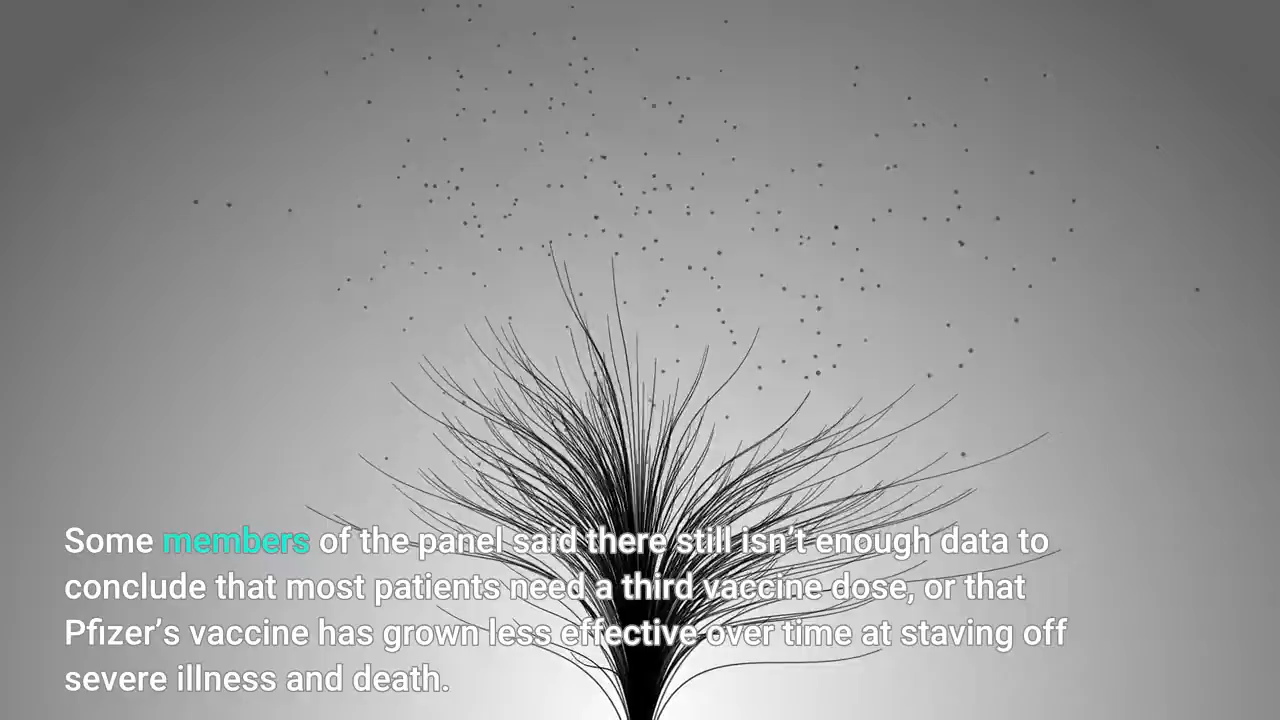 Some members of the panel said there still isn’t enough data to
conclude that most patients need a third vaccine dose, or that
Pfizer’s vaccine has grown less effective over time at staving off
severe illness and death.